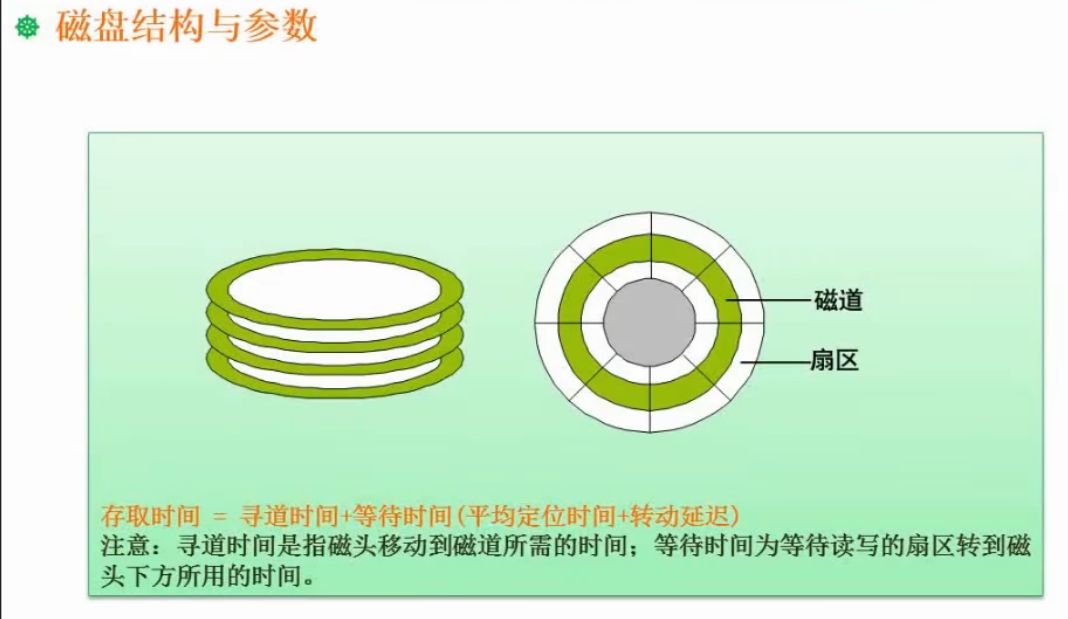 磁盘结构与参数
磁道
扇区
存取时间 = 寻道时间+等待时间(平均定位时间+转动延迟)
注意：寻道时间是指磁头移动到磁道所需的时间；等待时间为等待读写的扇区转到磁
头下方所用的时间。